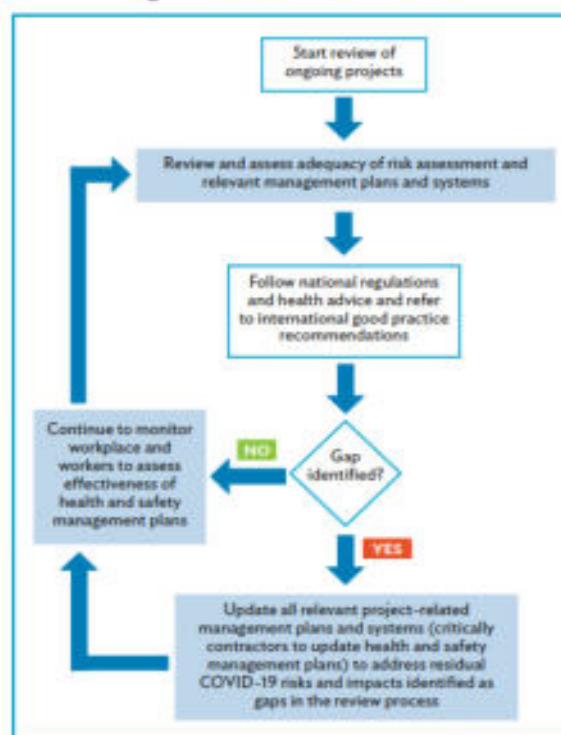 Start review of
ongoing projects
Review and assess adequacy of risk assessment and
relevant management plans and systems
Follow national regulations
and health advice and refer
to international good practice
recommendations
Gap
identified?
NO
Continue to monitor
workplace and
workers to assess
effectiveness of
health and safety
management plans
YES
Update all relevant project-related
management plans and systems (critically
contractors to update health and safety
management plans) to address residual
COVID-19 risks and impacts identified as
gaps in the review process